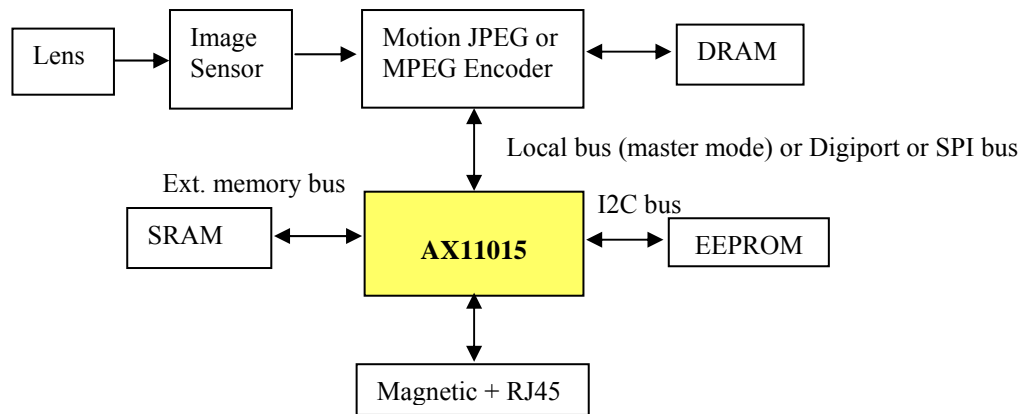 Lens
Image
Sensor
Motion JPEG or
MPEG Encoder
DRAM
Local bus (master mode) or Digiport or SPI bus
Ext. memory bus
I2C bus
SRAM
AX11015
EEPROM
Magnetic + RJ45